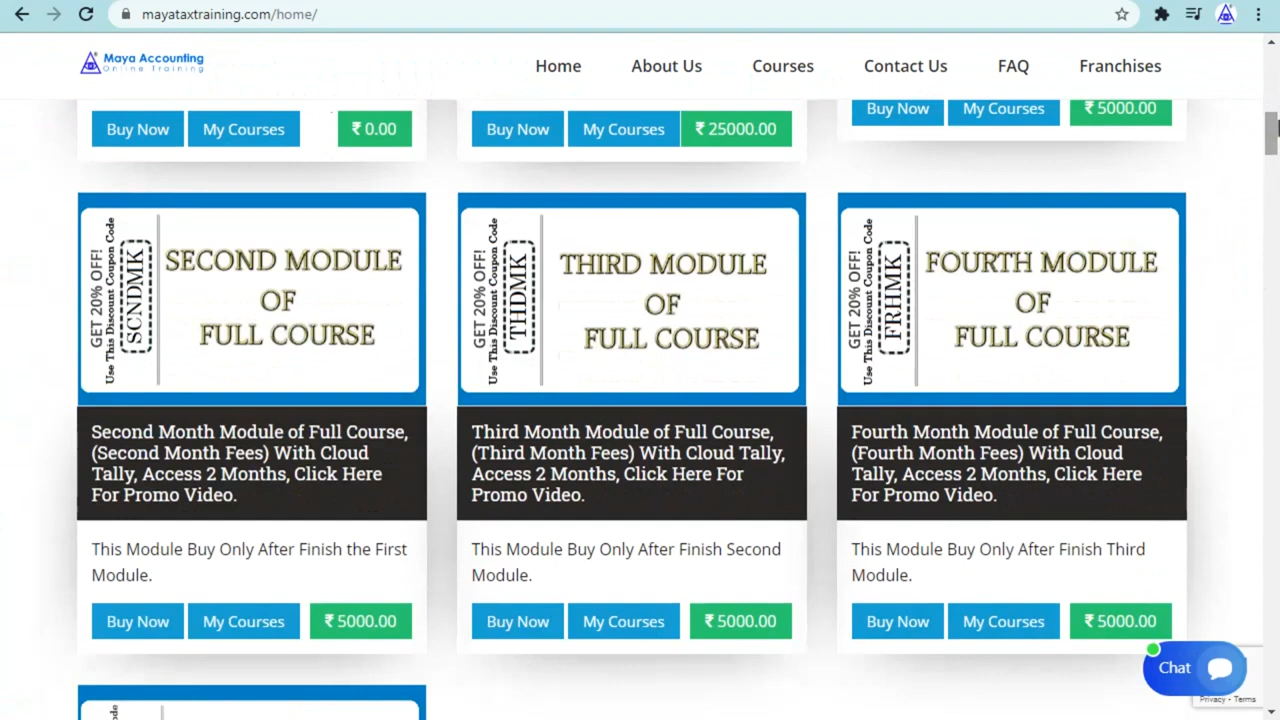 mayataxtraining.com/home/
Maya Accounting
Online Training
Home
About Us
Courses
Contact Us
FAQ
Franchises
Buy Now
My Courses
₹ 0.00
Buy Now
My Courses
₹ 25000.00
Buy Now
My Courses
₹ 5000.00
GET 20% OFF!
Use This Discount Coupon Code
SCNDMK
SECOND MODULE
OF
FULL COURSE
GET 20% OFF!
Use This Discount Coupon Code
THDMK
THIRD MODULE
OF
FULL COURSE
GET 20% OFF!
Use This Discount Coupon Code
FRHMK
FOURTH MODULE
OF
FULL COURSE
Second Month Module of Full Course,
(Second Month Fees) With Cloud
Tally, Access 2 Months, Click Here
For Promo Video.
Third Month Module of Full Course,
(Third Month Fees) With Cloud Tally,
Access 2 Months, Click Here For
Promo Video.
Fourth Month Module of Full Course,
(Fourth Month Fees) With Cloud
Tally, Access 2 Months, Click Here
For Promo Video.
This Module Buy Only After Finish the First
Module.
This Module Buy Only After Finish Second
Module.
This Module Buy Only After Finish Third
Module.
Buy Now
My Courses
₹ 5000.00
Buy Now
My Courses
₹ 5000.00
Buy Now
My Courses
₹ 5000.00
Chat
Privacy - Terms
Code